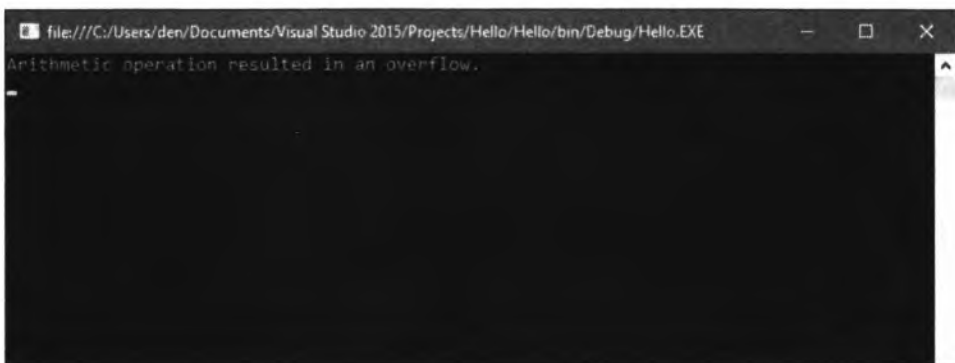 file:///C:/Users/den/Documents/Visual Studio 2015/Projects/Hello/Hello/bin/Debug/Hello.EXE
Arithmetic operation resulted in an overflow.